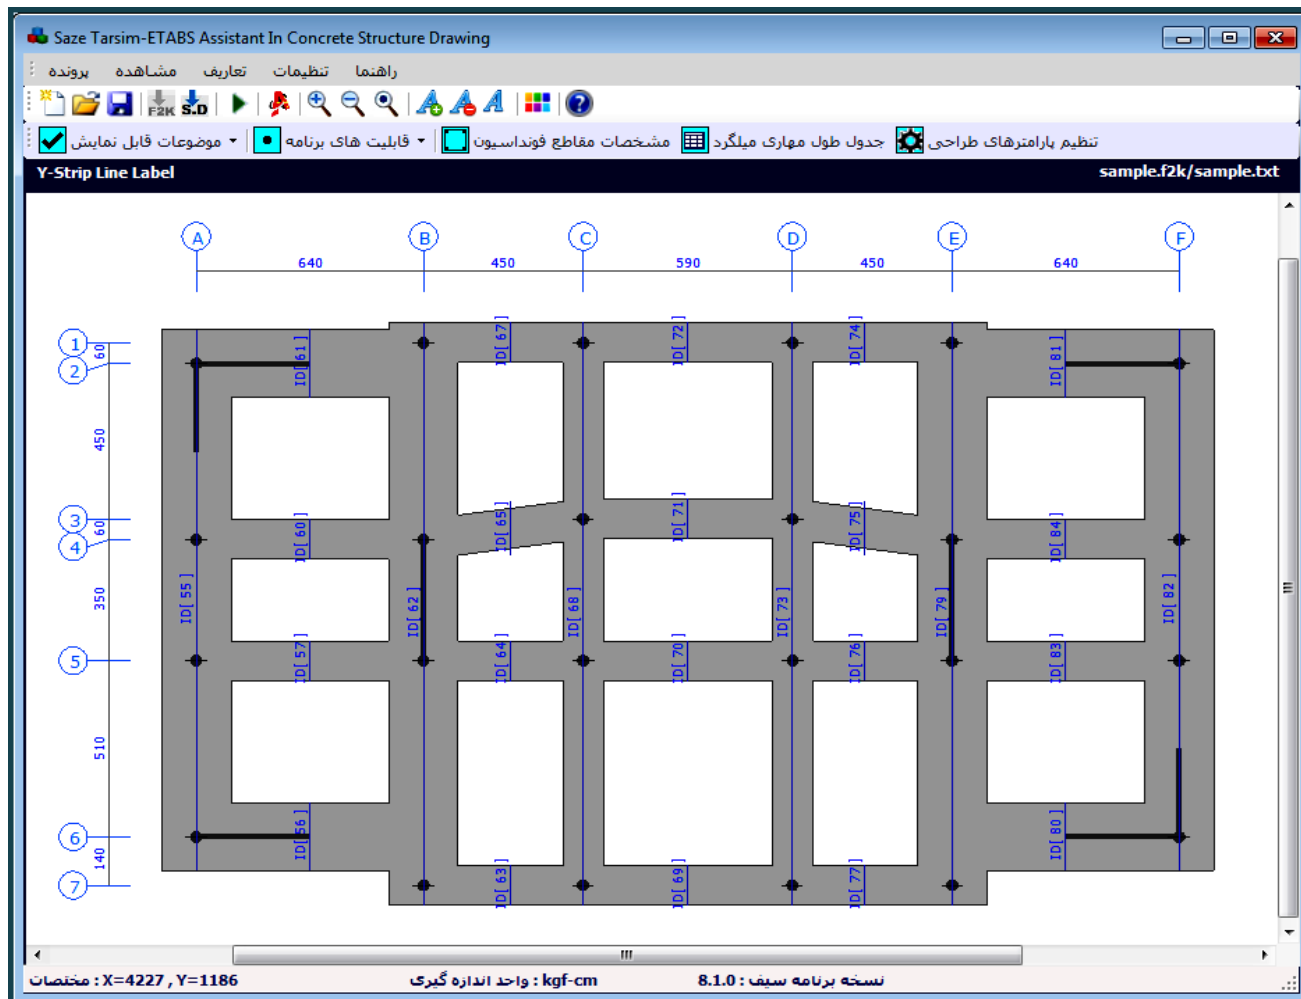 Saze Tarsim-ETABS Assistant In Concrete Structure Drawing
پرونده مشاهده تعاریف تنظیمات راهنما
F2K S.D
موضوعات قابل نمایش قابلیت های برنامه مشخصات مقاطع فونداسیون جدول طول مهاری میلگرد تنظیم پارامترهای طراحی
Y-Strip Line Label sample.f2k/sample.txt
A B C D E F
640 450 590 450 640
1
60
2
450
3
60
4
350
5
510
6
140
7
ID[ 61 ] ID[ 67 ] ID[ 72 ] ID[ 74 ] ID[ 81 ]
ID[ 60 ] ID[ 65 ] ID[ 71 ] ID[ 75 ] ID[ 84 ]
ID[ 55 ] ID[ 62 ] ID[ 68 ] ID[ 73 ] ID[ 79 ] ID[ 82 ]
ID[ 57 ] ID[ 64 ] ID[ 70 ] ID[ 76 ] ID[ 83 ]
ID[ 56 ] ID[ 80 ]
ID[ 63 ] ID[ 69 ] ID[ 77 ]
مختصات : X=4227 , Y=1186 واحد اندازه گیری : kgf-cm نسخه برنامه سیف : 8.1.0